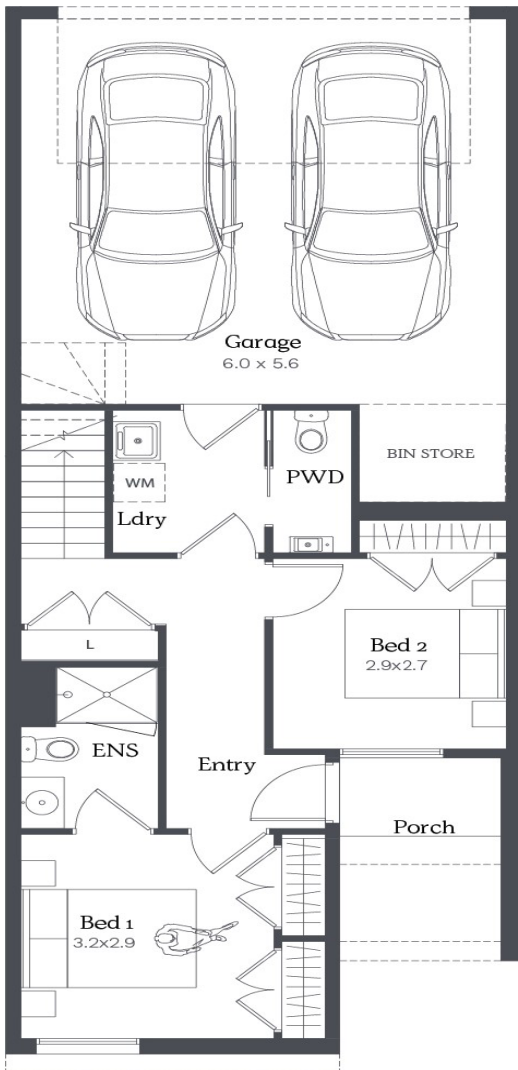 Garage
6.0 x 5.6
BIN STORE
PWD
WM
Ldry
L
Bed 2
2.9x2.7
ENS
Entry
Porch
Bed 1
3.2x2.9